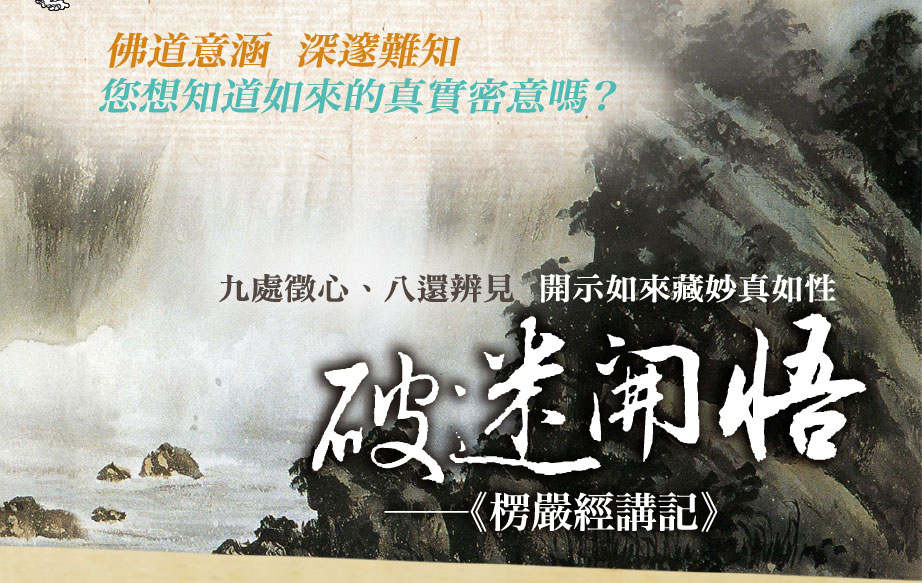 佛道意涵 深邃難知
您想知道如來的真實密意嗎?
九處徵心、八還辨見 開示如來藏妙真如性
破迷開悟
——《楞嚴經講記》